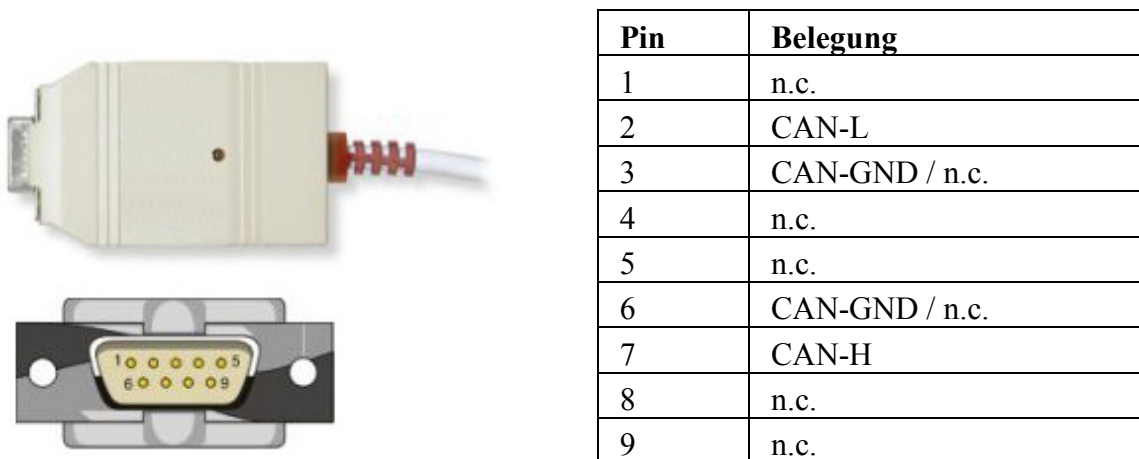 Pin Belegung
1 n.c.
2 CAN-L
3 CAN-GND / n.c.
4 n.c.
5 n.c.
6 CAN-GND / n.c.
7 CAN-H
8 n.c.
9 n.c.
1 5
6 9